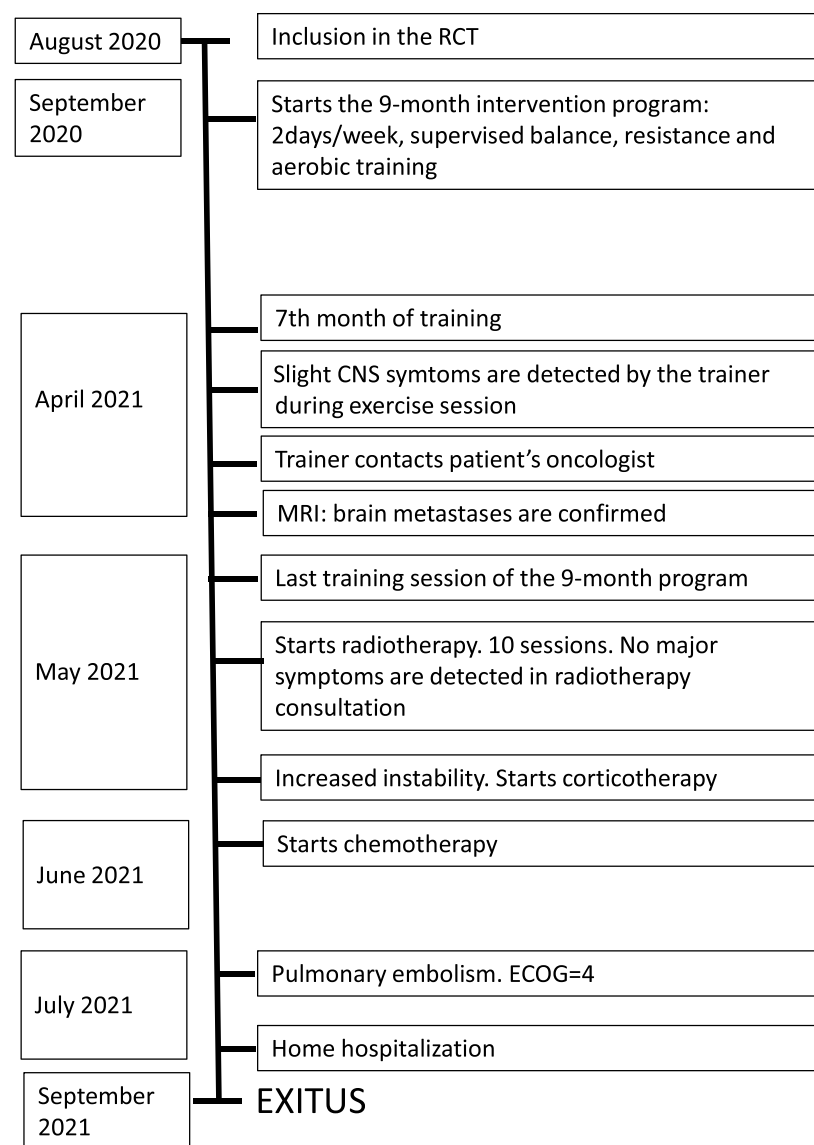 August 2020
Inclusion in the RCT
September
2020
Starts the 9-month intervention program:
2days/week, supervised balance, resistance and
aerobic training
April 2021
7th month of training
Slight CNS symtoms are detected by the trainer
during exercise session
Trainer contacts patient’s oncologist
MRI: brain metastases are confirmed
May 2021
Last training session of the 9-month program
Starts radiotherapy. 10 sessions. No major
symptoms are detected in radiotherapy
consultation
Increased instability. Starts corticotherapy
June 2021
Starts chemotherapy
July 2021
Pulmonary embolism. ECOG=4
Home hospitalization
September
2021
EXITUS